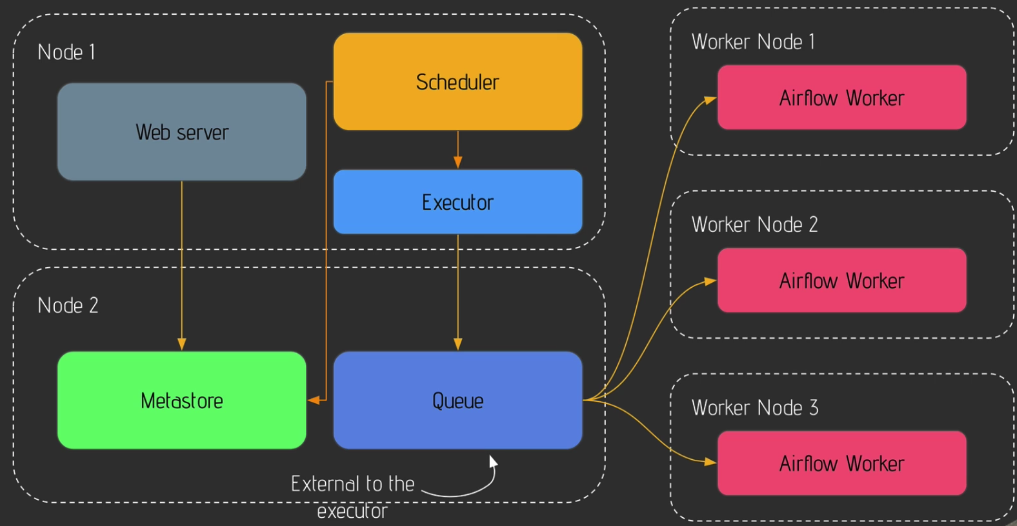 Node 1
Web server
Scheduler
Executor
Node 2
Metastore
Queue
External to the
executor
Worker Node 1
Airflow Worker
Worker Node 2
Airflow Worker
Worker Node 3
Airflow Worker